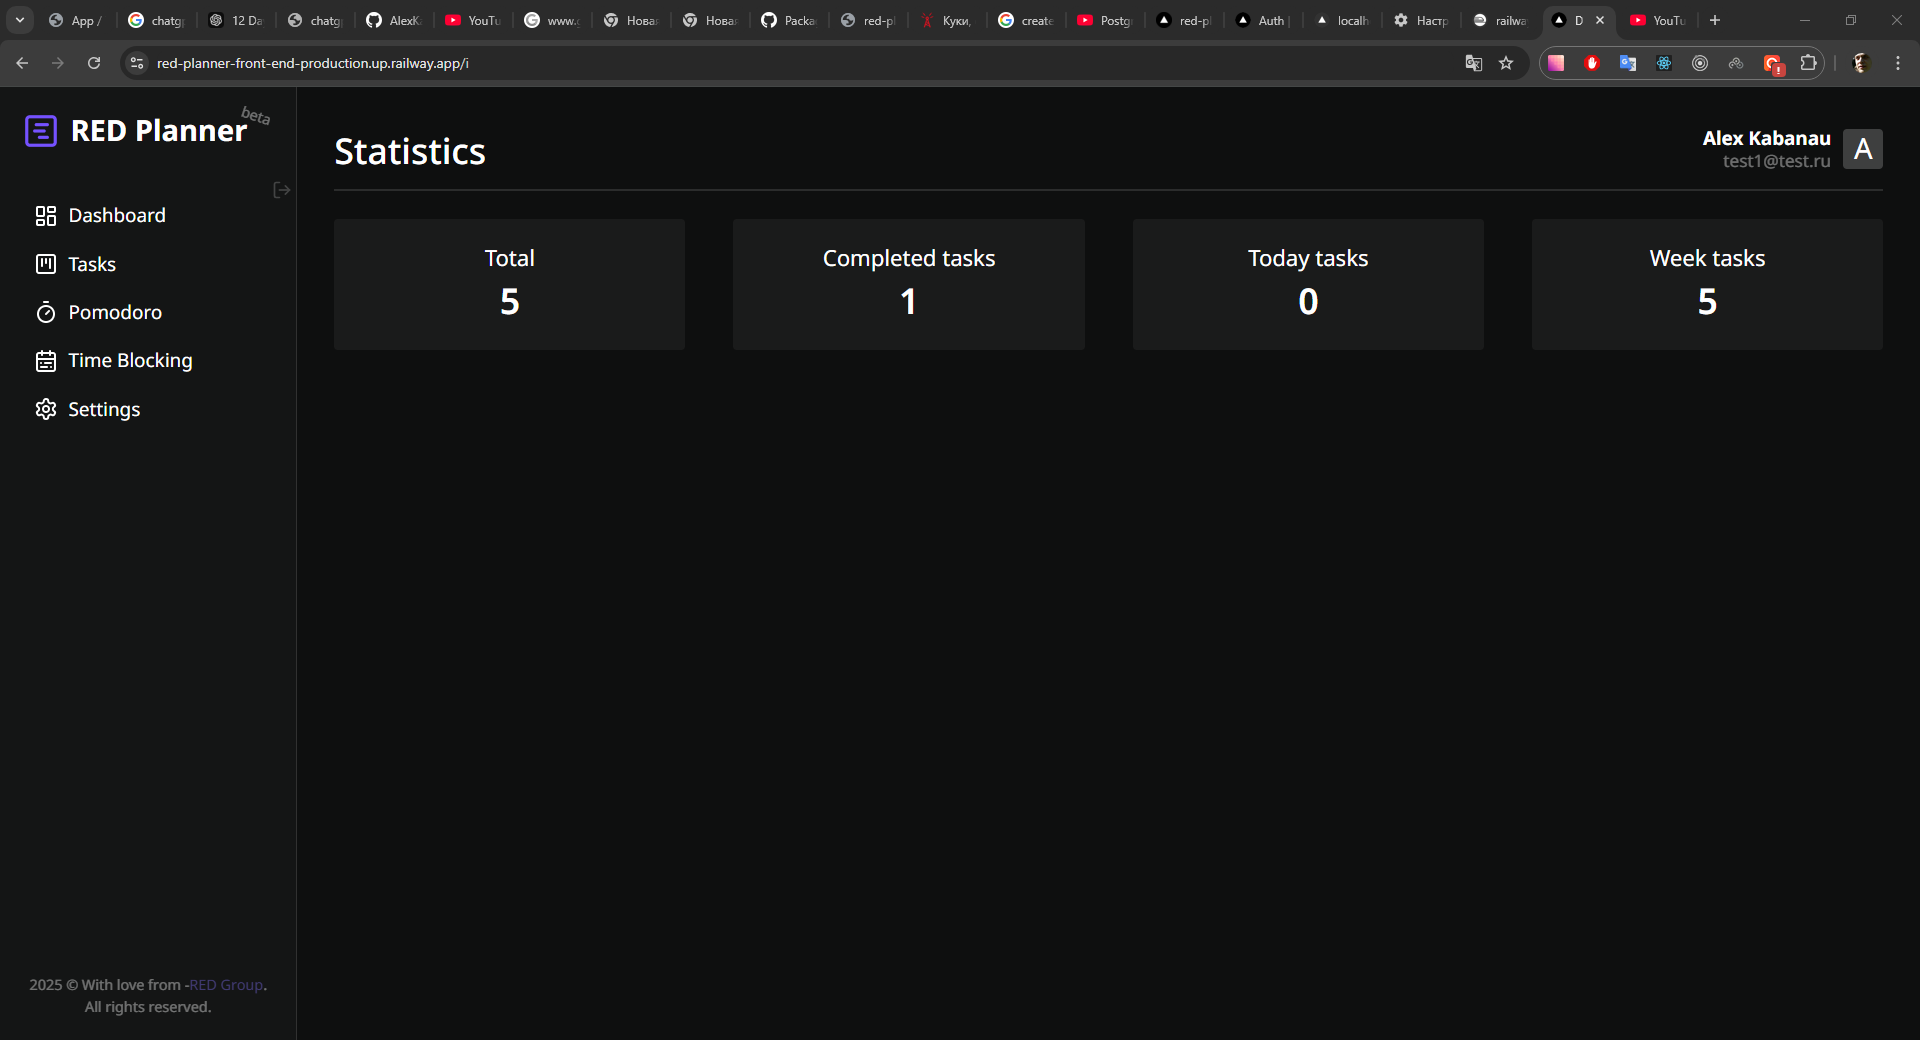 App /
chatg
12 Da
chatg
AlexK
YouTu
www.
Нова
Нова
Packa
red-pl
Куки,
create
Postg
red-pl
Auth
localh
Настр
railwa
D
YouTu
red-planner-front-end-production.up.railway.app/i
RED Planner
beta
Dashboard
Tasks
Pomodoro
Time Blocking
Settings
2025 © With love from -RED Group.
All rights reserved.
Statistics
Alex Kabanau
test1@test.ru
A
Total
5
Completed tasks
1
Today tasks
0
Week tasks
5